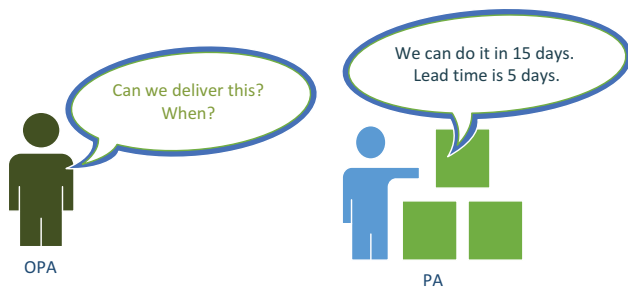 Can we deliver this?
When?
We can do it in 15 days.
Lead time is 5 days.
OPA
PA